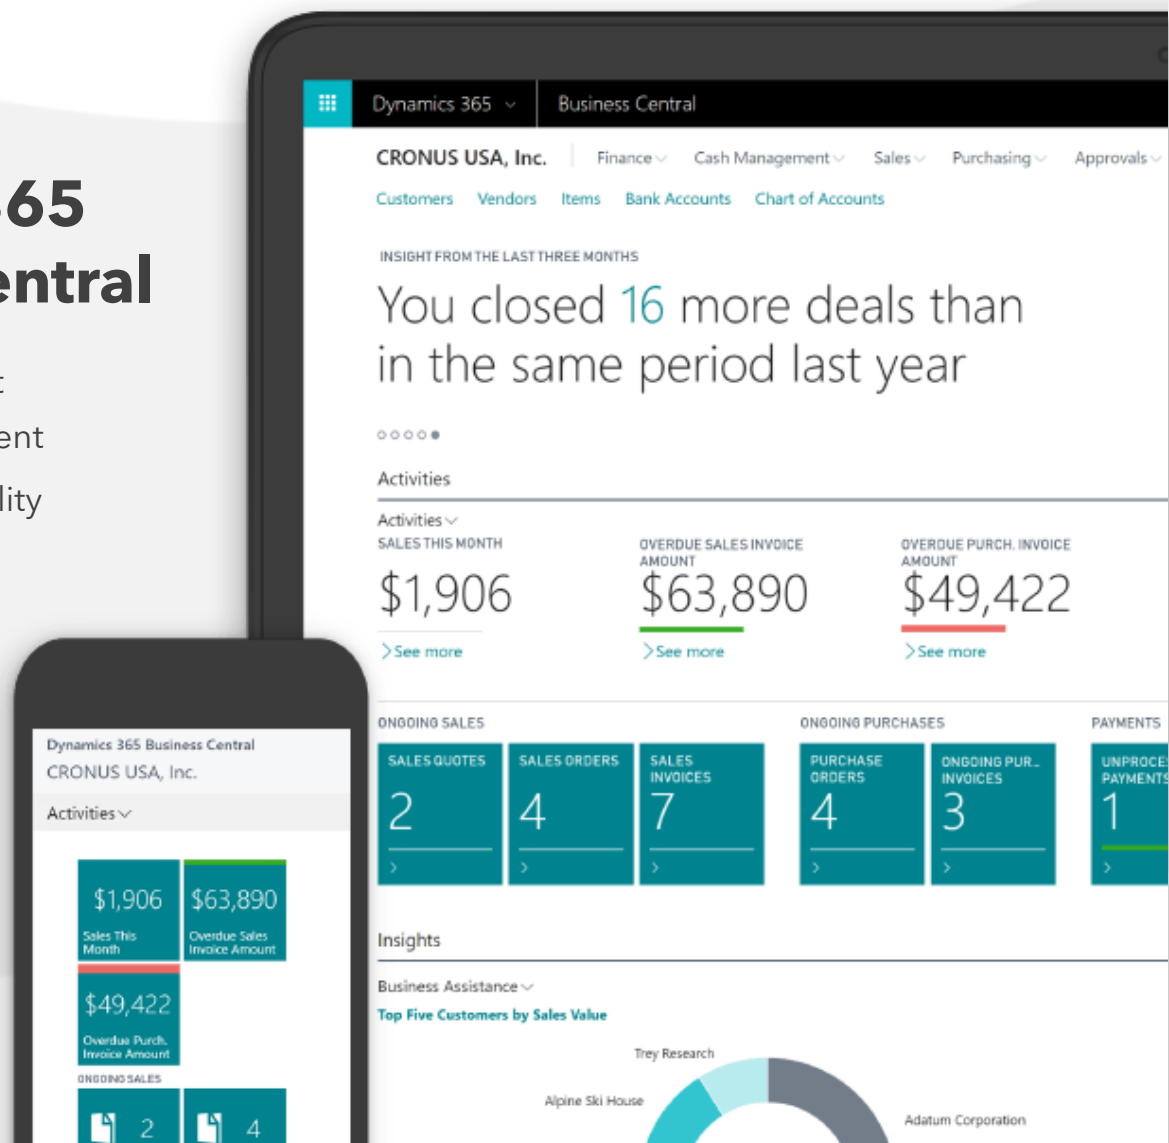 65
entral
ent
lity
Dynamics 365
Business Central
CRONUS USA, Inc.
Finance
Cash Management
Sales
Purchasing
Approvals
Customers
Vendors
Items
Bank Accounts
Chart of Accounts
INSIGHT FROM THE LAST THREE MONTHS
You closed 16 more deals than
in the same period last year
Activities
Activities
SALES THIS MONTH
$1,906
See more
OVERDUE SALES INVOICE
AMOUNT
$63,890
See more
OVERDUE PURCH. INVOICE
AMOUNT
$49,422
See more
ONGOING SALES
SALES QUOTES
2
SALES ORDERS
4
SALES
INVOICES
7
ONGOING PURCHASES
PURCHASE
ORDERS
4
ONGOING PUR...
INVOICES
3
PAYMENTS
UNPROCE
PAYMENTS
1
Insights
Business Assistance
Top Five Customers by Sales Value
Trey Research
Alpine Ski House
Adatum Corporation
Dynamics 365 Business Central
CRONUS USA, Inc.
Activities
$1,906
Sales This
Month
$63,890
Overdue Sales
Invoice Amount
$49,422
Overdue Purch.
Invoice Amount
ONGOING SALES
2
4